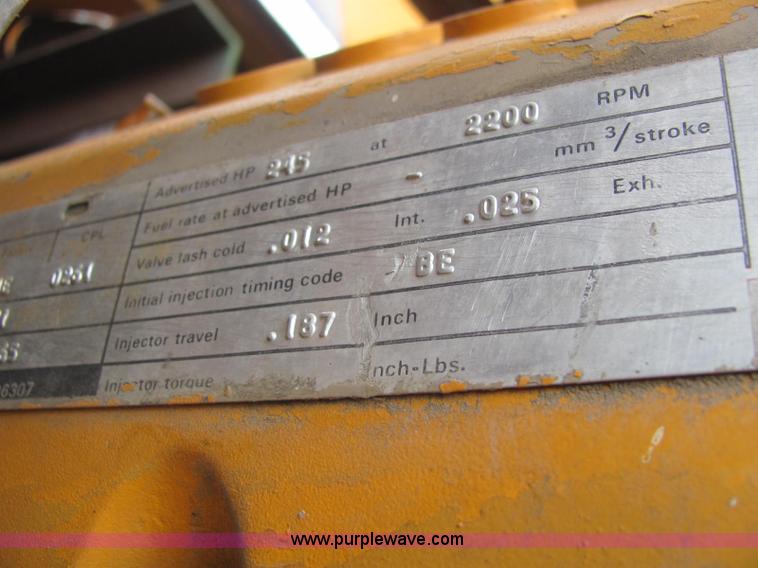 Advertised HP 245 at 2200 RPM
Fuel rate at advertised HP - mm 3/stroke
CPL
Valve lash cold .012 Int. .025 Exh.
0251
Initial injection timing code BE
Injector travel .187 Inch
Injector torque nch-Lbs.
6307
www.purplewave.com